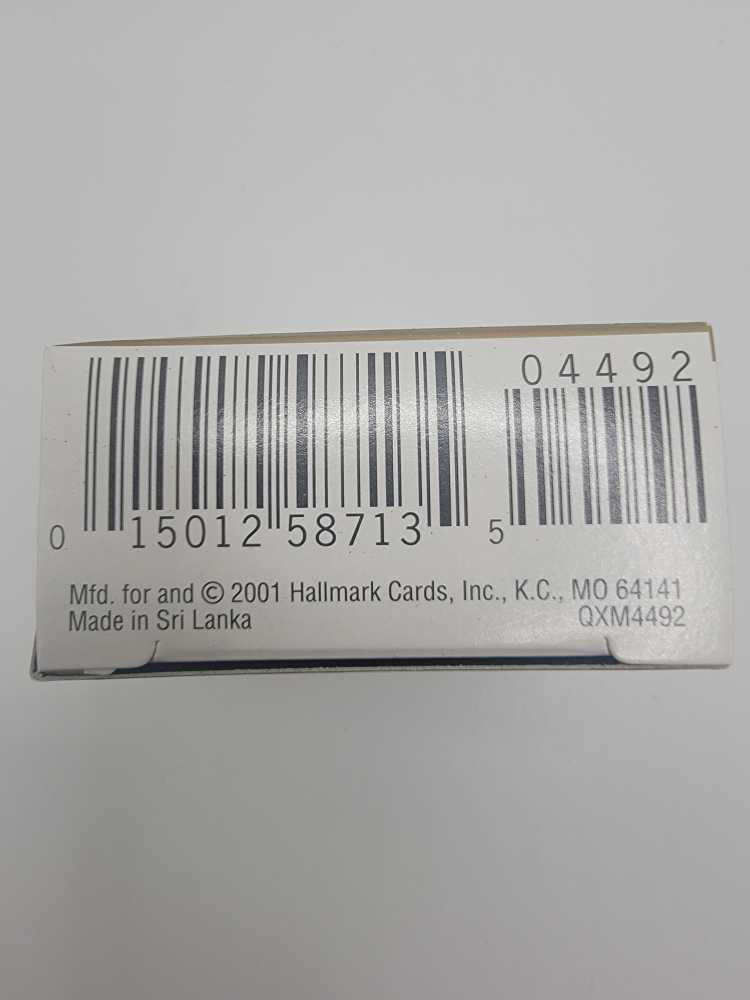 04492
0 15012 58713 5
Mfd. for and © 2001 Hallmark Cards, Inc., K.C., MO 64141
Made in Sri Lanka QXM4492